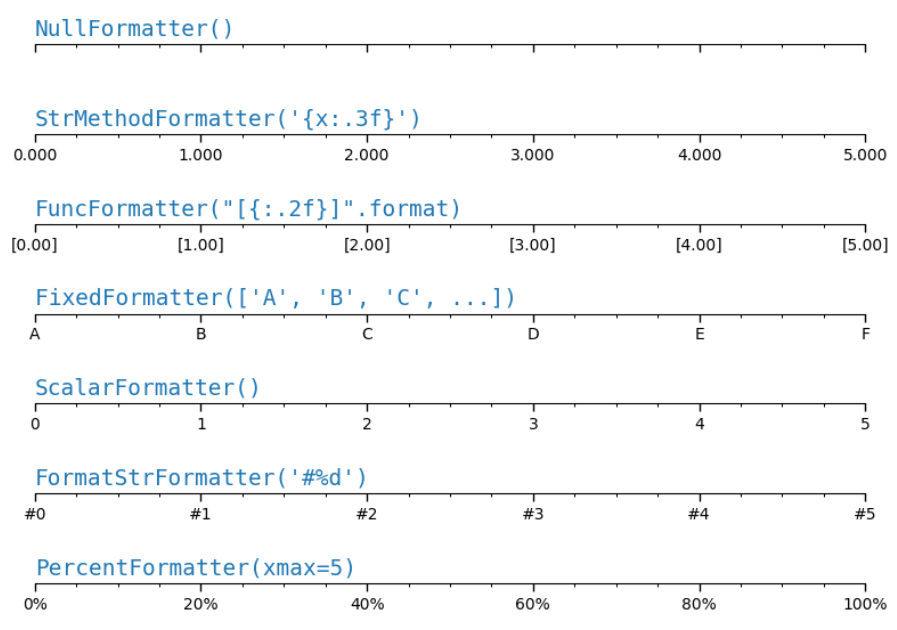 NullFormatter()
StrMethodFormatter('{x:.3f}')
0.000 1.000 2.000 3.000 4.000 5.000
FuncFormatter("[{:.2f}]".format)
[0.00] [1.00] [2.00] [3.00] [4.00] [5.00]
FixedFormatter(['A', 'B', 'C', ...])
A B C D E F
ScalarFormatter()
0 1 2 3 4 5
FormatStrFormatter('#%d')
#0 #1 #2 #3 #4 #5
PercentFormatter(xmax=5)
0% 20% 40% 60% 80% 100%